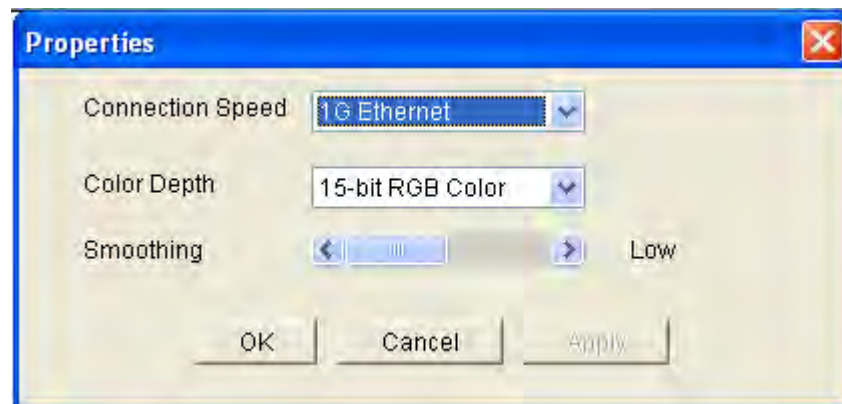 Properties
Connection Speed 1G Ethernet
Color Depth 15-bit RGB Color
Smoothing Low
OK Cancel Apply